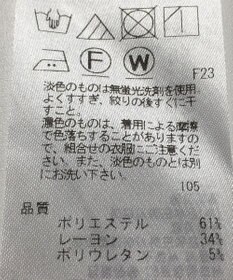 F W
F23
淡色のものは無蛍光洗剤を使用
よくすすぎ、絞りの後すぐに干
すこと。
濃色のものは、着用による摩擦
で色落ちすることがありますの
で、組合せの衣服にご注意くださ
い。また、淡色のものとは別
にお洗い下さい。
105
品質
ポリエステル 61%
レーヨン 34%
ポリウレタン 5%